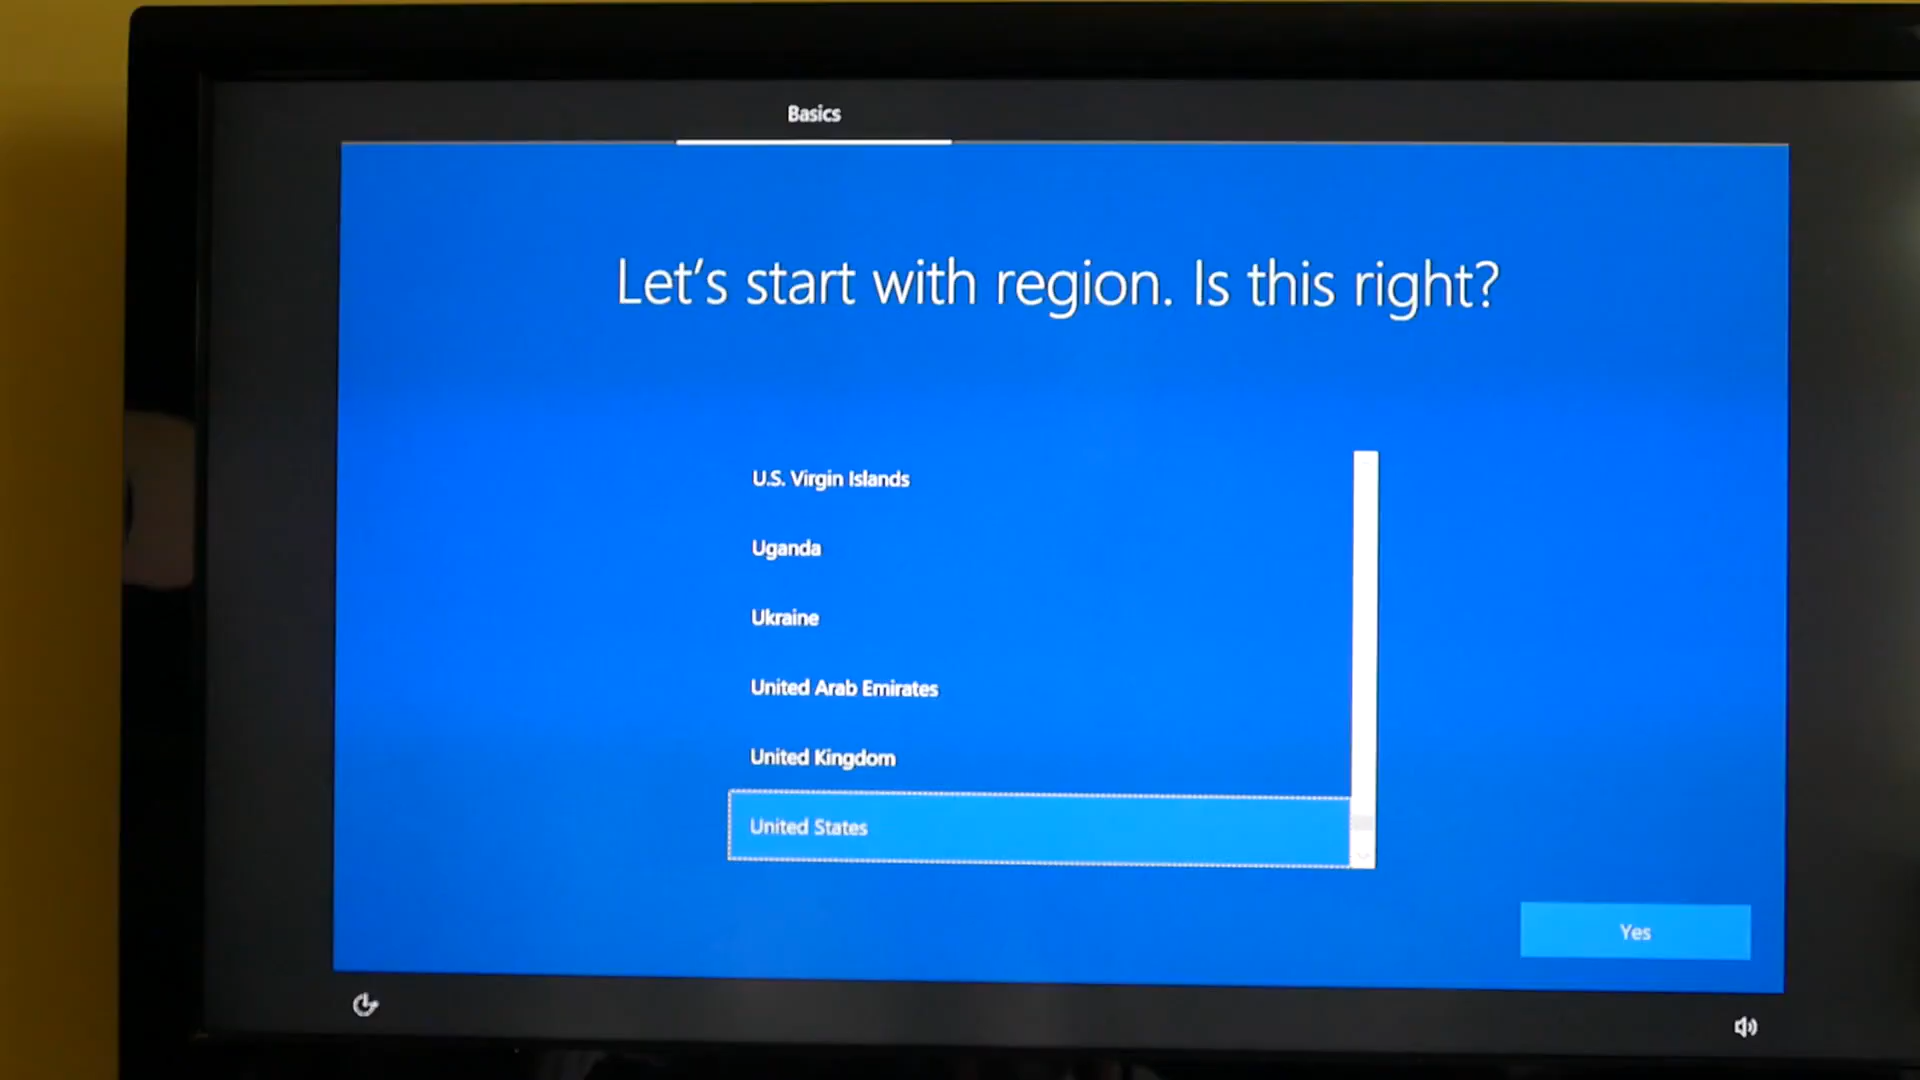 Basics
Let's start with region. Is this right?
U.S. Virgin Islands
Uganda
Ukraine
United Arab Emirates
United Kingdom
United States
Yes